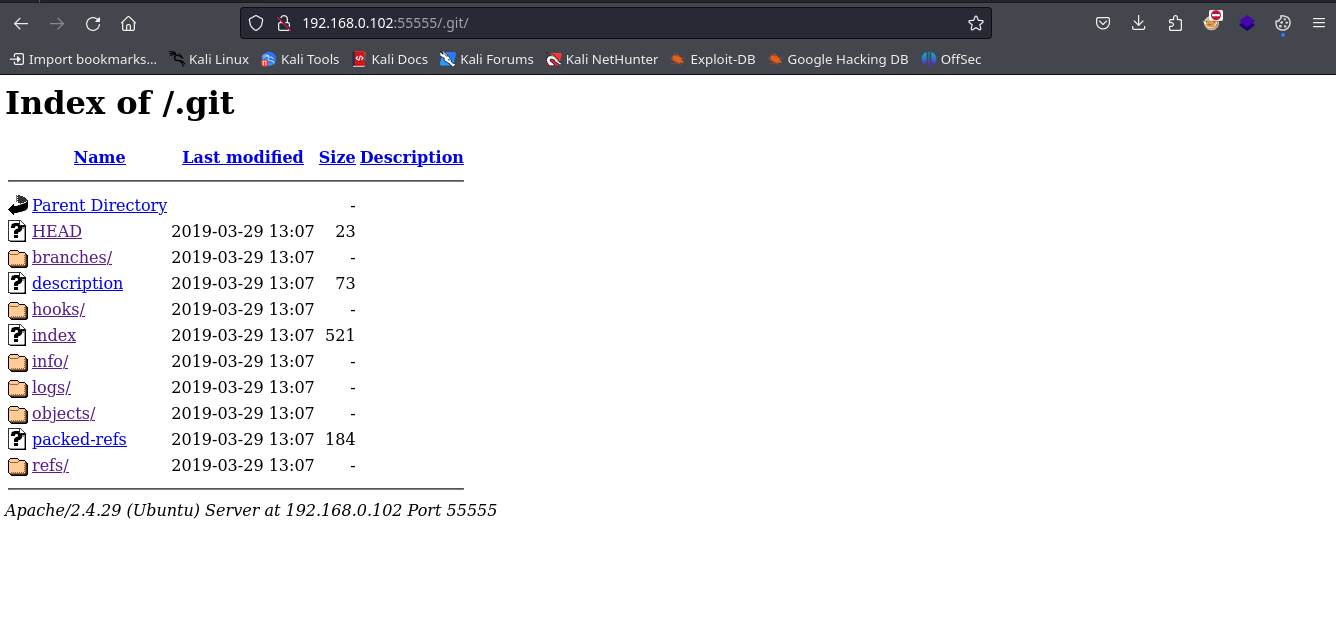 192.168.0.102:55555/.git/
Import bookmarks... Kali Linux Kali Tools Kali Docs Kali Forums Kali NetHunter Exploit-DB Google Hacking DB OffSec
Index of /.git
Name Last modified Size Description
Parent Directory -
HEAD 2019-03-29 13:07 23
branches/ 2019-03-29 13:07 -
description 2019-03-29 13:07 73
hooks/ 2019-03-29 13:07 -
index 2019-03-29 13:07 521
info/ 2019-03-29 13:07 -
logs/ 2019-03-29 13:07 -
objects/ 2019-03-29 13:07 -
packed-refs 2019-03-29 13:07 184
refs/ 2019-03-29 13:07 -
Apache/2.4.29 (Ubuntu) Server at 192.168.0.102 Port 55555